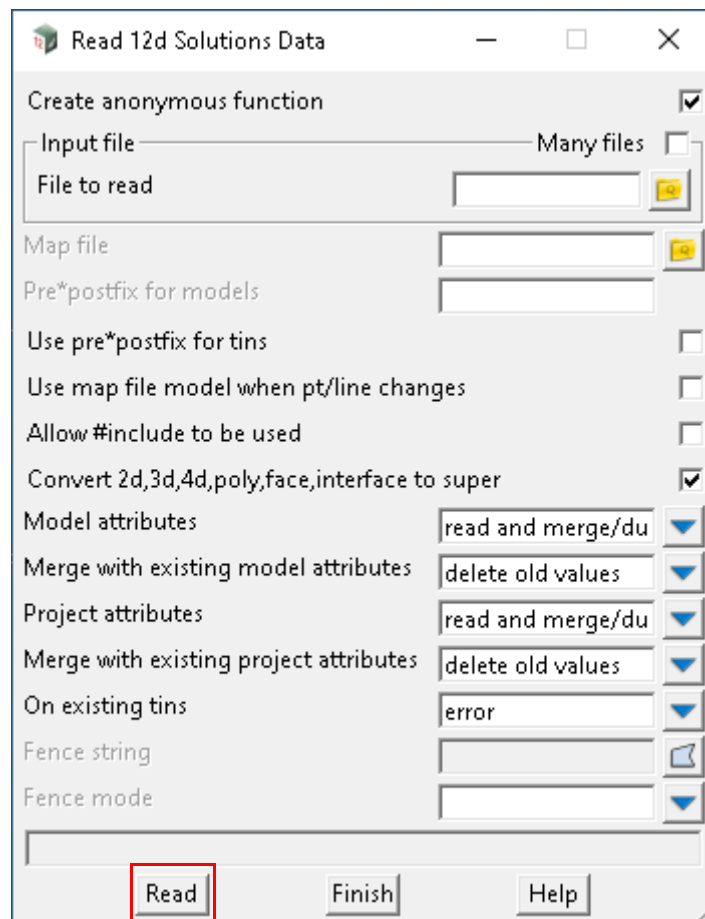 Read 12d Solutions Data
Create anonymous function
Input file Many files
File to read
Map file
Pre*postfix for models
Use pre*postfix for tins
Use map file model when pt/line changes
Allow #include to be used
Convert 2d,3d,4d,poly,face,interface to super
Model attributes read and merge/du
Merge with existing model attributes delete old values
Project attributes read and merge/du
Merge with existing project attributes delete old values
On existing tins error
Fence string
Fence mode
Read Finish Help